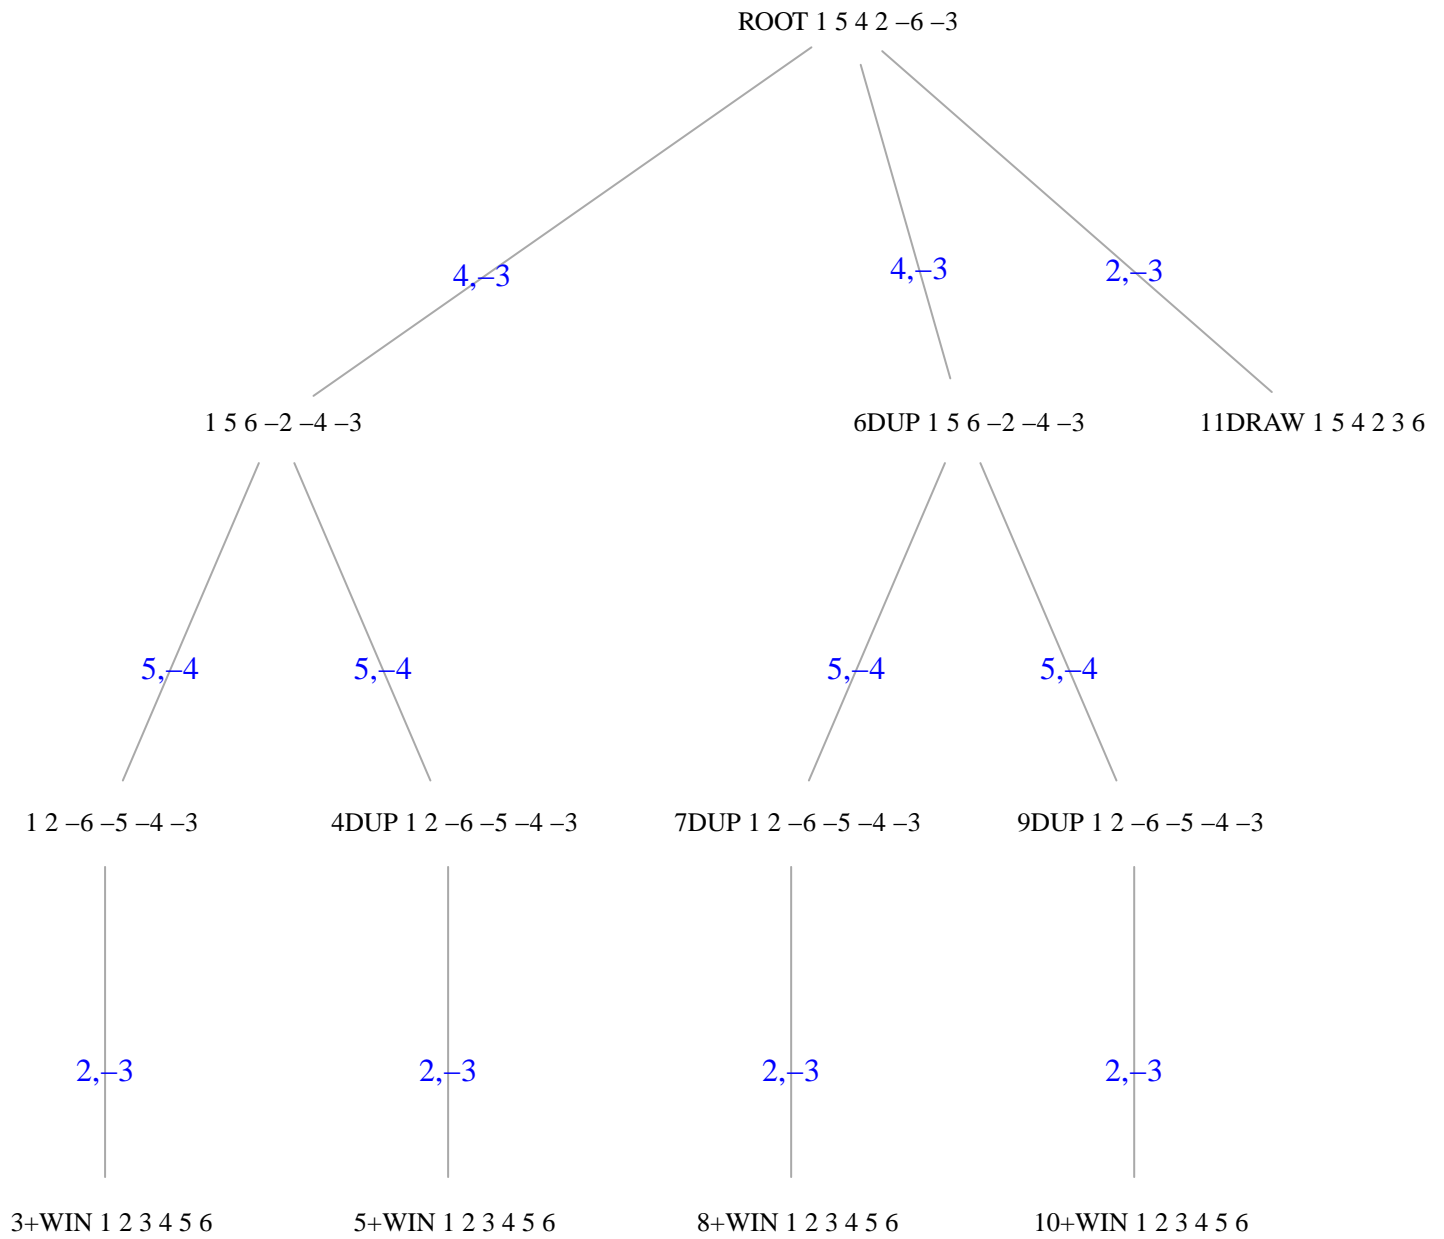 ROOT 1 5 4 2 –6 –3
4,–3 4,–3 2,–3
1 5 6 –2 –4 –3 6DUP 1 5 6 –2 –4 –3 11DRAW 1 5 4 2 3 6
5,–4 5,–4 5,–4 5,–4
1 2 –6 –5 –4 –3 4DUP 1 2 –6 –5 –4 –3 7DUP 1 2 –6 –5 –4 –3 9DUP 1 2 –6 –5 –4 –3
2,–3 2,–3 2,–3 2,–3
3+WIN 1 2 3 4 5 6 5+WIN 1 2 3 4 5 6 8+WIN 1 2 3 4 5 6 10+WIN 1 2 3 4 5 6